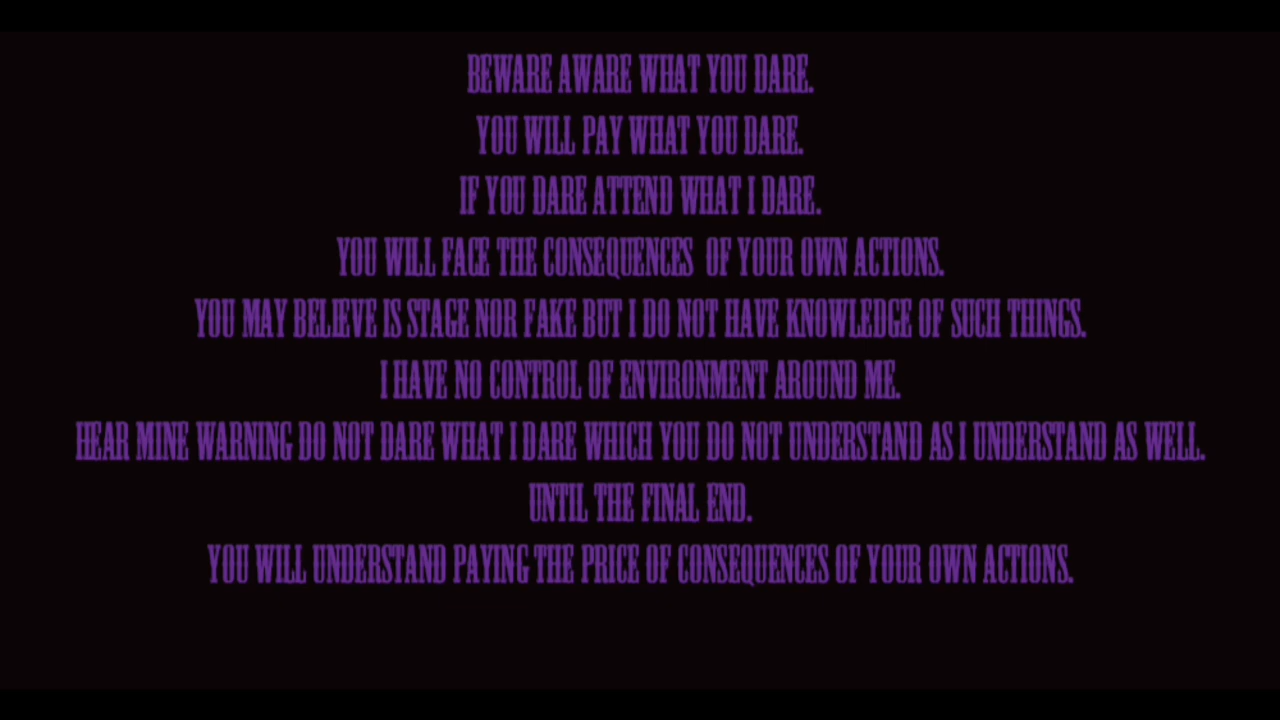 BEWARE AWARE WHAT YOU DARE.
YOU WILL PAY WHAT YOU DARE.
IF YOU DARE ATTEND WHAT I DARE.
YOU WILL FACE THE CONSEQUENCES OF YOUR OWN ACTIONS.
YOU MAY BELIEVE IS STAGE NOR FAKE BUT I DO NOT HAVE KNOWLEDGE OF SUCH THINGS.
I HAVE NO CONTROL OF ENVIRONMENT AROUND ME.
HEAR MINE WARNING DO NOT DARE WHAT I DARE WHICH YOU DO NOT UNDERSTAND AS I UNDERSTAND AS WELL.
UNTIL THE FINAL END.
YOU WILL UNDERSTAND PAYING THE PRICE OF CONSEQUENCES OF YOUR OWN ACTIONS.